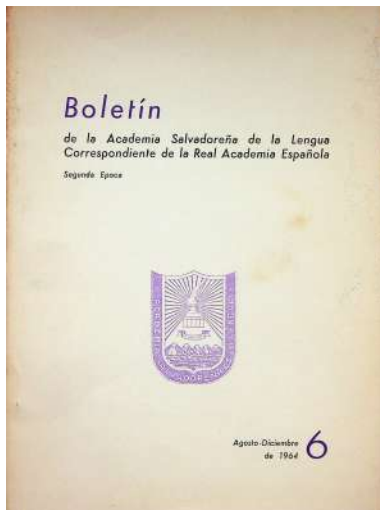 Boletín
de la Academia Salvadoreña de la Lengua
Correspondiente de la Real Academia Española
Segunda Epoca
Agosto-Diciembre
de 1964
6